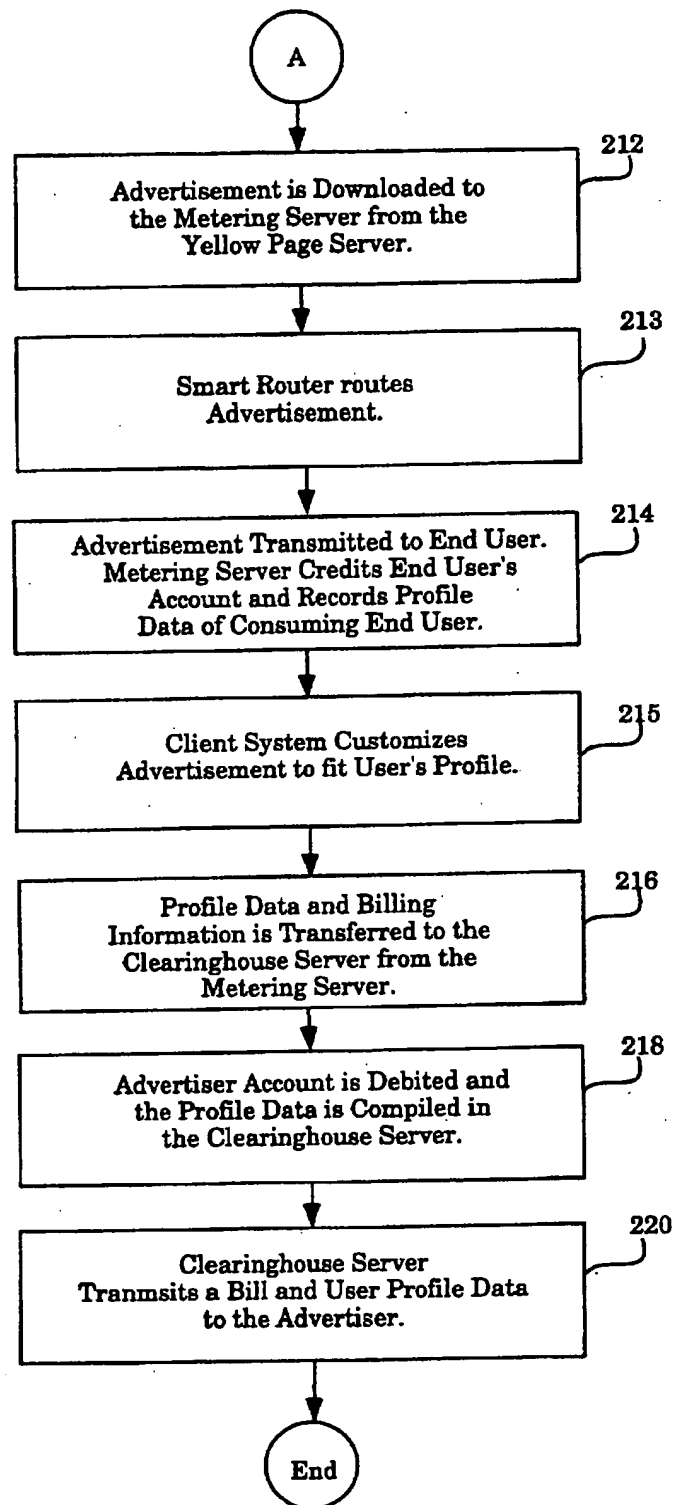 A
212
Advertisement is Downloaded to
the Metering Server from the
Yellow Page Server.
213
Smart Router routes
Advertisement.
214
Advertisement Transmitted to End User.
Metering Server Credits End User's
Account and Records Profile
Data of Consuming End User.
215
Client System Customizes
Advertisement to fit User's Profile.
216
Profile Data and Billing
Information is Transferred to the
Clearinghouse Server from the
Metering Server.
218
Advertiser Account is Debited and
the Profile Data is Compiled in
the Clearinghouse Server.
220
Clearinghouse Server
Tranmsits a Bill and User Profile Data
to the Advertiser.
End